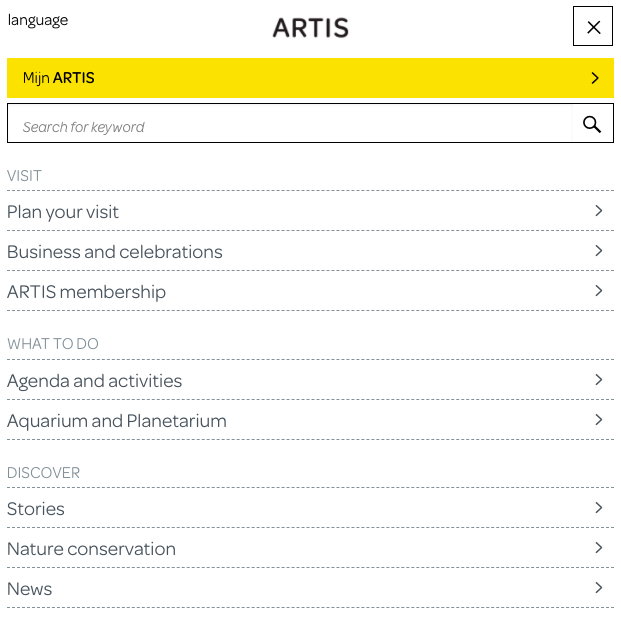 language
ARTIS
Mijn ARTIS
Search for keyword
VISIT
Plan your visit
Business and celebrations
ARTIS membership
WHAT TO DO
Agenda and activities
Aquarium and Planetarium
DISCOVER
Stories
Nature conservation
News